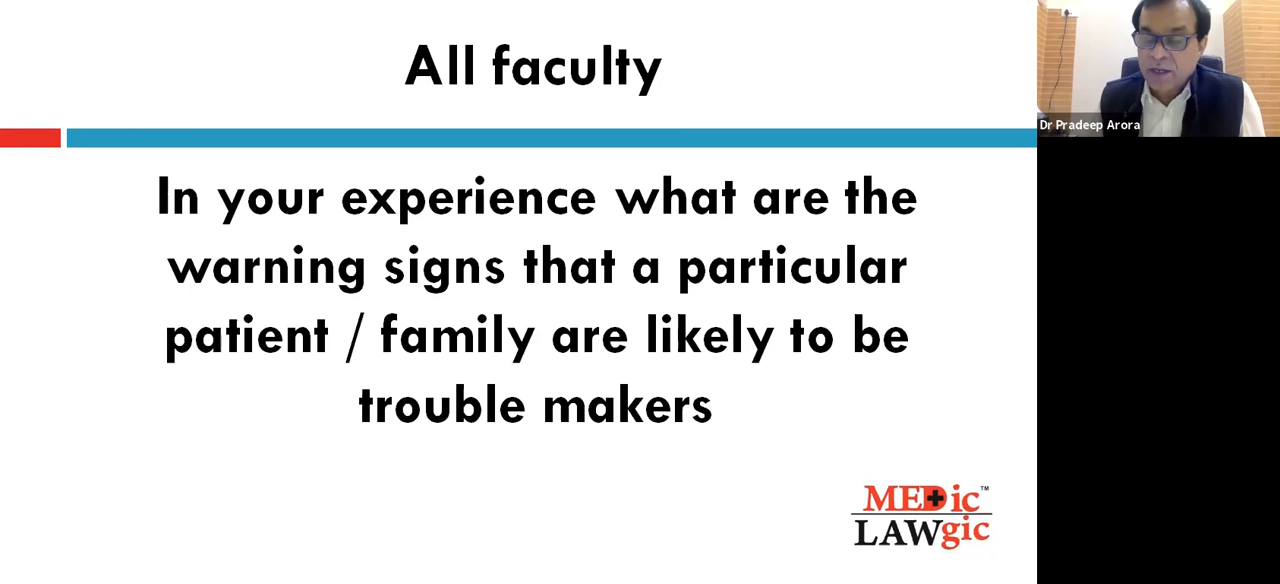 All faculty
In your experience what are the
warning signs that a particular
patient / family are likely to be
trouble makers
MEDic™
LAWgic
Dr Pradeep Arora